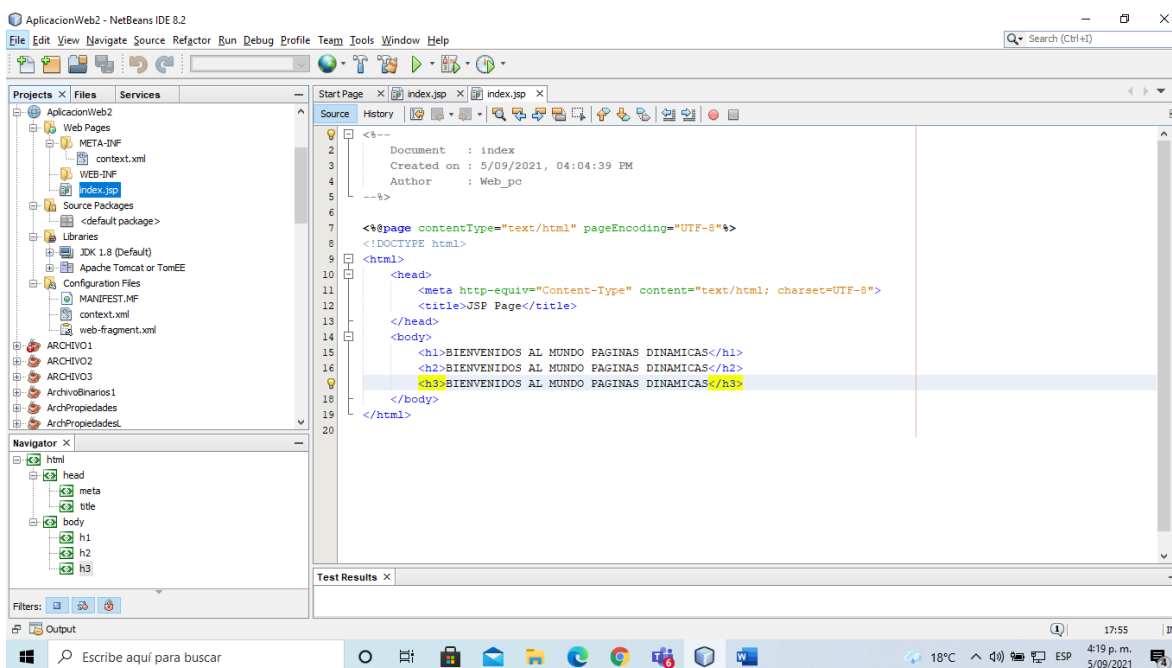 AplicacionWeb2 - NetBeans IDE 8.2
File Edit View Navigate Source Refactor Run Debug Profile Team Tools Window Help
Search (Ctrl+I)
Projects Files Services
AplicacionWeb2
Web Pages
META-INF
context.xml
WEB-INF
index.jsp
Source Packages
<default package>
Libraries
JDK 1.8 (Default)
Apache Tomcat or TomEE
Configuration Files
MANIFEST.MF
context.xml
web-fragment.xml
ARCHIVO1
ARCHIVO2
ARCHIVO3
ArchivoBinarios1
ArchPropiedades
ArchPropiedadesL
Navigator
html
head
meta
title
body
h1
h2
h3
Filters:
Start Page index.jsp index.jsp
Source History
<%--
2 Document : index
3 Created on : 5/09/2021, 04:04:39 PM
4 Author : Web_pc
5 --%>
6
7 <%@page contentType="text/html" pageEncoding="UTF-8"%>
8 <!DOCTYPE html>
9 <html>
10 <head>
11 <meta http-equiv="Content-Type" content="text/html; charset=UTF-8">
12 <title>JSP Page</title>
13 </head>
14 <body>
15 <h1>BIENVENIDOS AL MUNDO PAGINAS DINAMICAS</h1>
16 <h2>BIENVENIDOS AL MUNDO PAGINAS DINAMICAS</h2>
<h3>BIENVENIDOS AL MUNDO PAGINAS DINAMICAS</h3>
18 </body>
19 </html>
20
Test Results
Output
1 17:55
Escribe aquí para buscar
6
18°C ESP 4:19 p. m.
5/09/2021